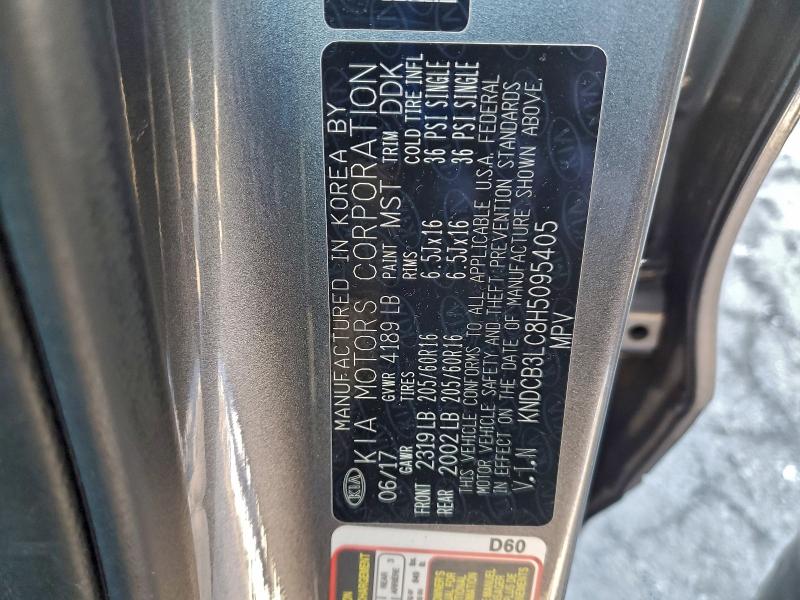 MANUFACTURED IN KOREA BY
KIA KIA MOTORS CORPORATION
06/17 GVWR 4189 LB PAINT MST TRIM DDK
GAWR TIRES RIMS COLD TIRE INFL
FRONT 2319 LB 205/60R16 6.5Jx16 36 PSI SINGLE
REAR 2002 LB 205/60R16 6.5Jx16 36 PSI SINGLE
THIS VEHICLE CONFORMS TO ALL APPLICABLE U.S.A. FEDERAL
MOTOR VEHICLE SAFETY AND THEFT PREVENTION STANDARDS
IN EFFECT ON THE DATE OF MANUFACTURE SHOWN ABOVE.
V.I.N KNDCB3LC8H5095405
MPV
D60
REAR
ARRIERE 3